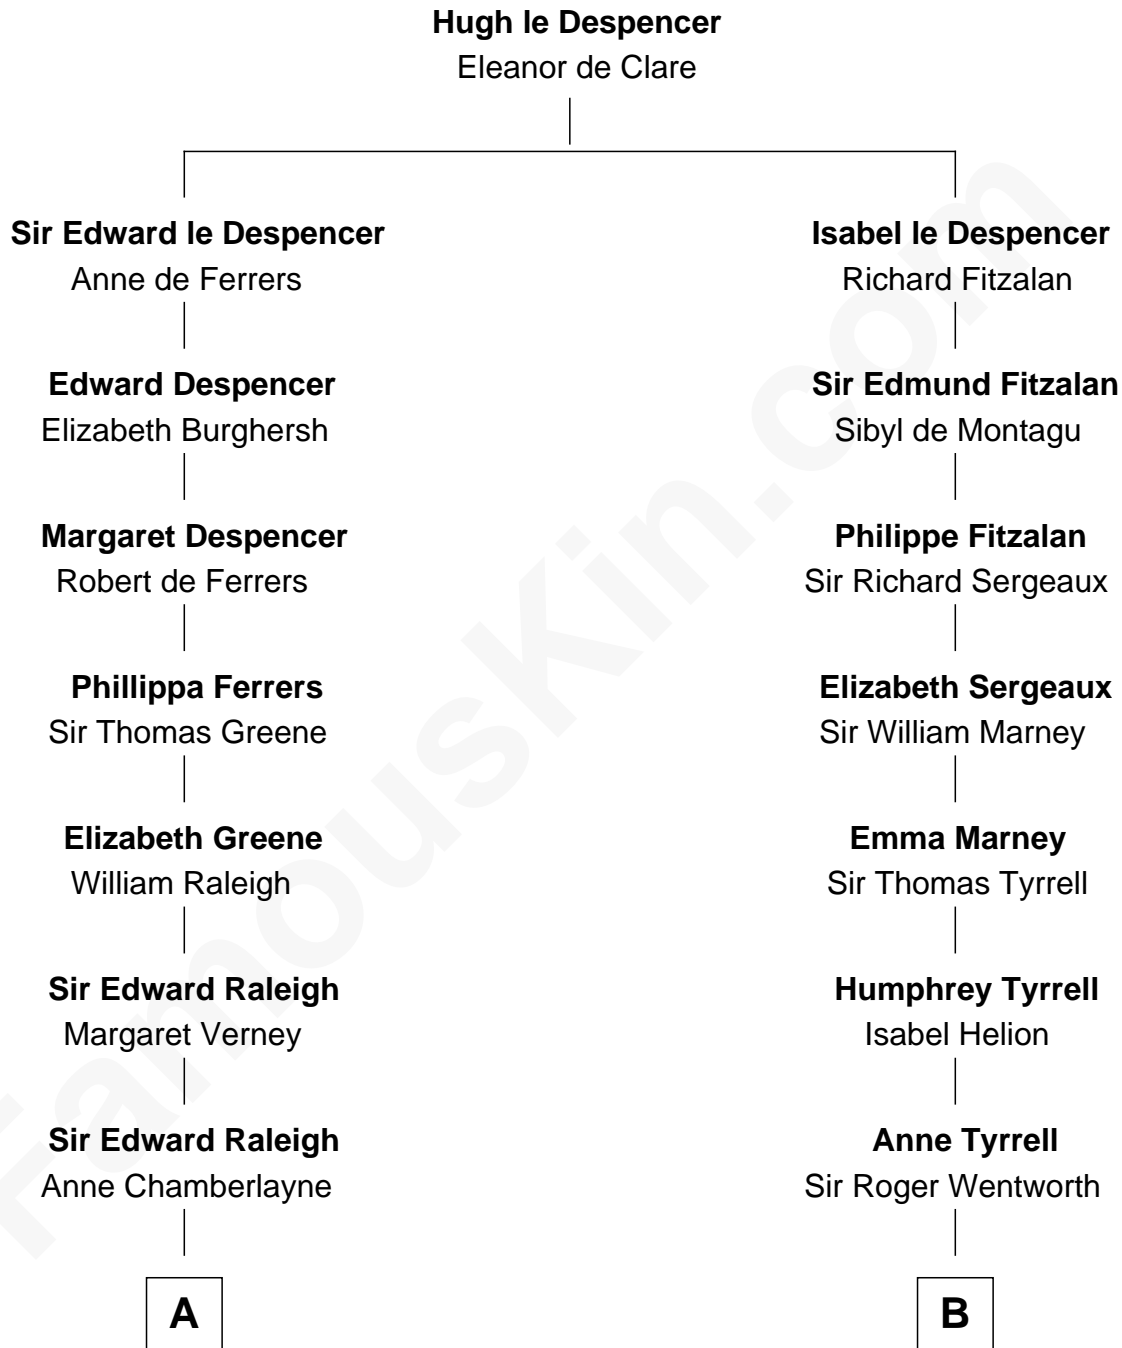 Hugh le Despencer
Eleanor de Clare
Sir Edward le Despencer
Anne de Ferrers
Isabel le Despencer
Richard Fitzalan
Edward Despencer
Elizabeth Burghersh
Sir Edmund Fitzalan
Sibyl de Montagu
Margaret Despencer
Robert de Ferrers
Philippe Fitzalan
Sir Richard Sergeaux
Phillippa Ferrers
Sir Thomas Greene
Elizabeth Sergeaux
Sir William Marney
Elizabeth Greene
William Raleigh
Emma Marney
Sir Thomas Tyrrell
Sir Edward Raleigh
Margaret Verney
Humphrey Tyrrell
Isabel Helion
Sir Edward Raleigh
Anne Chamberlayne
Anne Tyrrell
Sir Roger Wentworth
A
B
FamousKin.com